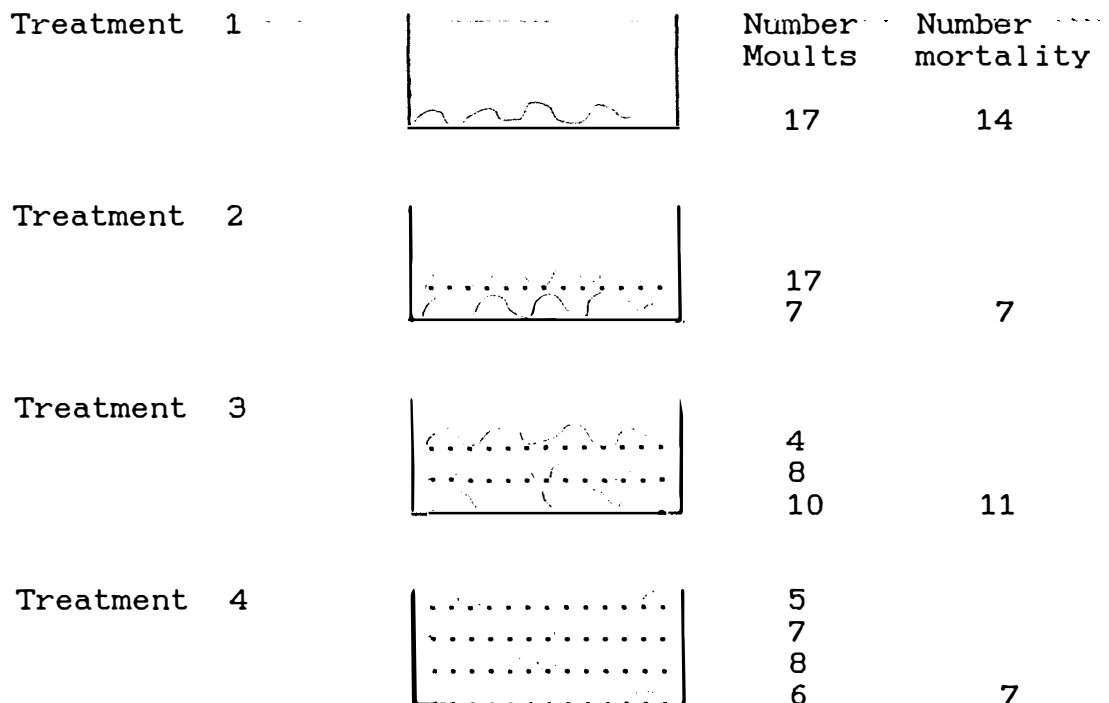 Treatment 1 Number Number
Moults mortality
17 14
Treatment 2
17
7 7
Treatment 3
4
8
10 11
Treatment 4 5
7
8
6 7